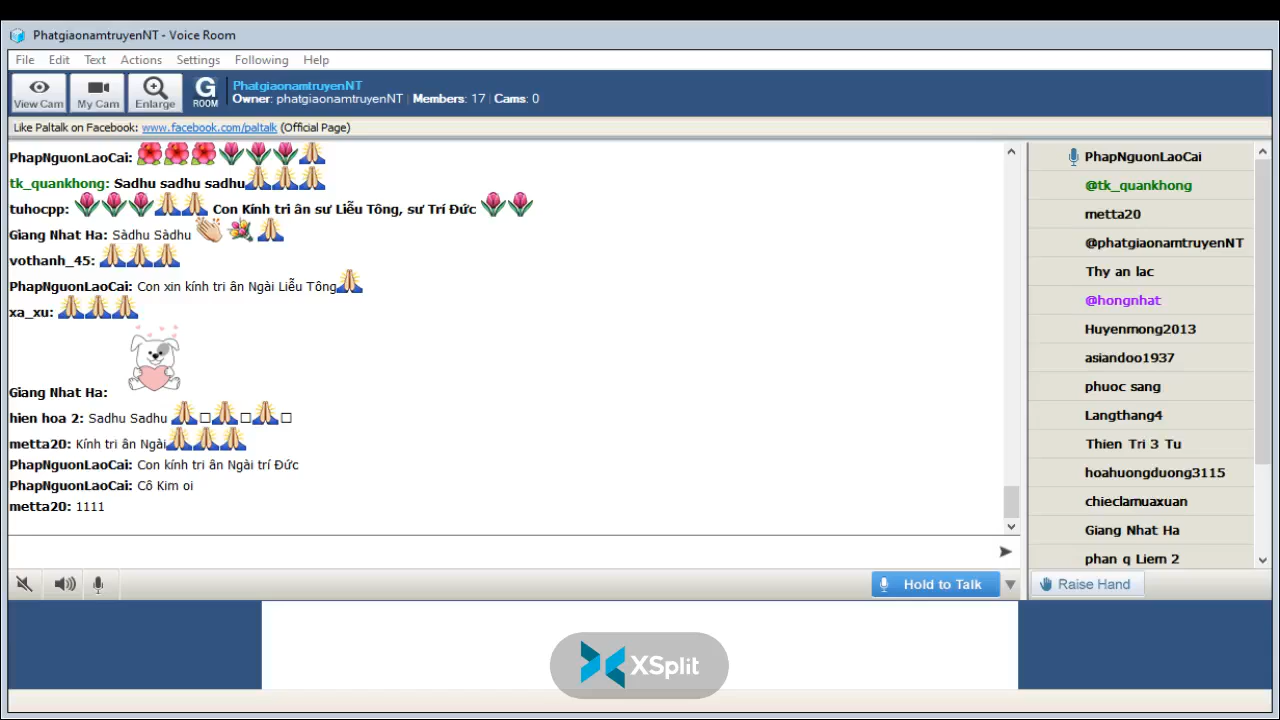 PhatgiaonamtruyenNT - Voice Room
File Edit Text Actions Settings Following Help
View Cam My Cam Enlarge G ROOM
PhatgiaonamtruyenNT
Owner: phatgiaonamtruyenNT | Members: 17 | Cams: 0
Like Paltalk on Facebook: www.facebook.com/paltalk (Official Page)
PhapNguonLaoCai:
tk_quankhong: Sadhu sadhu sadhu
tuhocpp: Con Kính tri ân sư Liễu Tông, sư Trí Đức
Giang Nhat Ha: Sàdhu Sàdhu
vothanh_45:
PhapNguonLaoCai: Con xin kính tri ân Ngài Liễu Tông
xa_xu:
Giang Nhat Ha:
hien hoa 2: Sadhu Sadhu
metta20: Kính tri ân Ngài
PhapNguonLaoCai: Con kính tri ân Ngài trí Đức
PhapNguonLaoCai: Cô Kim oi
metta20: 1111
PhapNguonLaoCai
@tk_quankhong
metta20
@phatgiaonamtruyenNT
Thy an lac
@hongnhat
Huyenmong2013
asiandoo1937
phuoc sang
Langthang4
Thien Tri 3 Tu
hoahuongduong3115
chieclamuaxuan
Giang Nhat Ha
phan q Liem 2
Hold to Talk
Raise Hand
XSplit